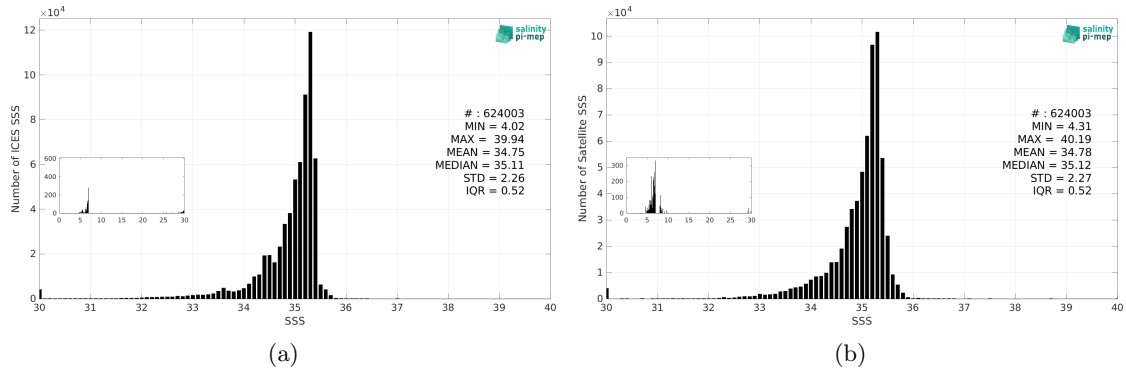 ×10⁴
12
10
8
6
4
2
0
Number of ICES SSS
salinity
pi-mep
# : 624003
MIN = 4.02
MAX = 39.94
MEAN = 34.75
MEDIAN = 35.11
STD = 2.26
IQR = 0.52
600
400
200
0
0 5 10 15 20 25 30
30 31 32 33 34 35 36 37 38 39 40
SSS
(a)
×10⁴
10
9
8
7
6
5
4
3
2
1
0
Number of Satellite SSS
salinity
pi-mep
# : 624003
MIN = 4.31
MAX = 40.19
MEAN = 34.78
MEDIAN = 35.12
STD = 2.27
IQR = 0.52
300
200
100
0
0 5 10 15 20 25 30
30 31 32 33 34 35 36 37 38 39 40
SSS
(b)